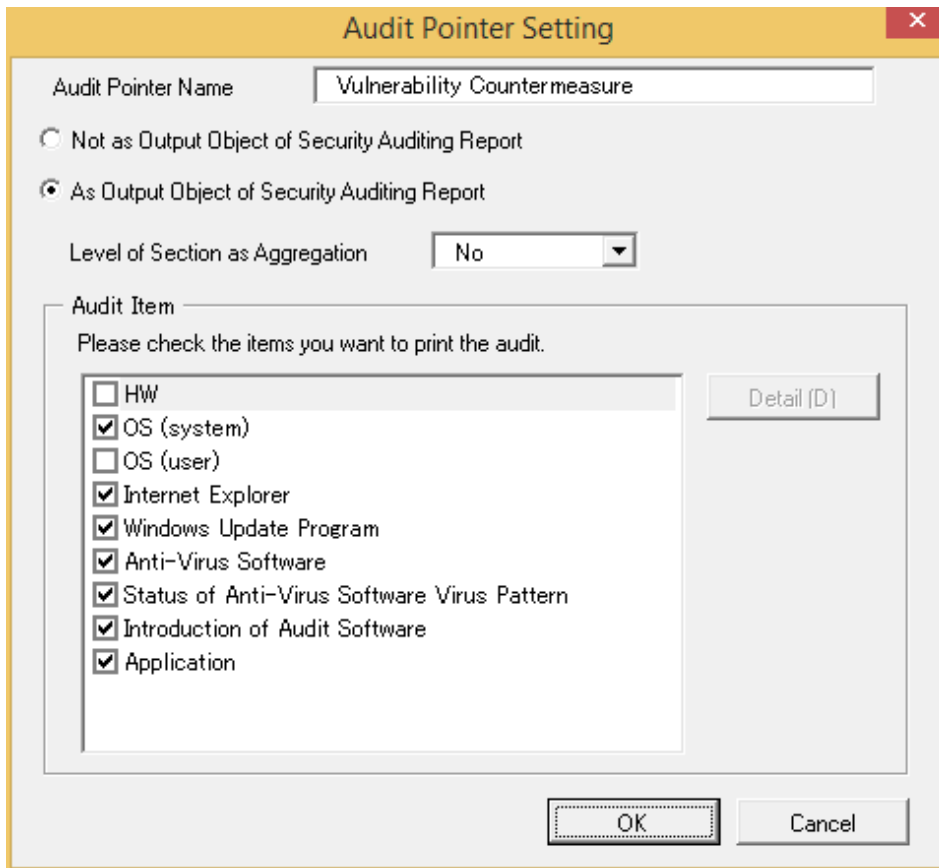 Audit Pointer Setting
Audit Pointer Name Vulnerability Countermeasure
Not as Output Object of Security Auditing Report
As Output Object of Security Auditing Report
Level of Section as Aggregation No
Audit Item
Please check the items you want to print the audit.
HW
Detail (D)
OS (system)
OS (user)
Internet Explorer
Windows Update Program
Anti-Virus Software
Status of Anti-Virus Software Virus Pattern
Introduction of Audit Software
Application
OK Cancel